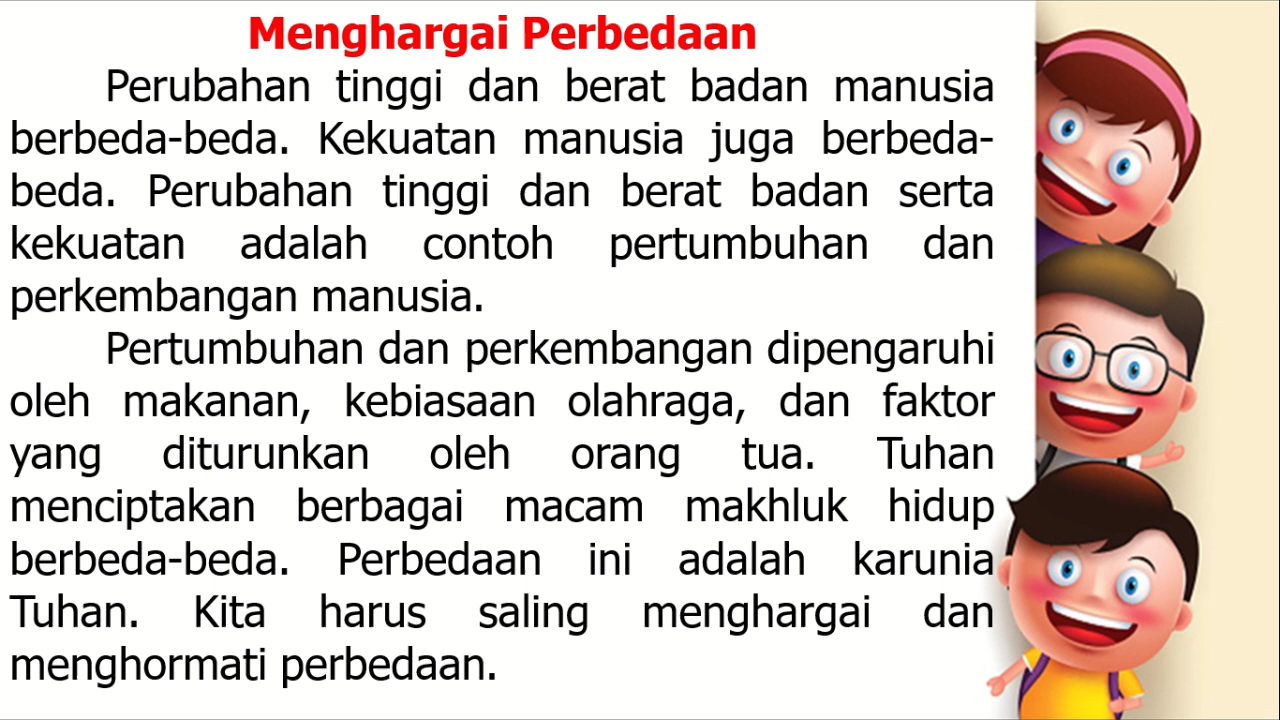 Menghargai Perbedaan
Perubahan tinggi dan berat badan manusia
berbeda-beda. Kekuatan manusia juga berbeda-
beda. Perubahan tinggi dan berat badan serta
kekuatan adalah contoh pertumbuhan dan
perkembangan manusia.
Pertumbuhan dan perkembangan dipengaruhi
oleh makanan, kebiasaan olahraga, dan faktor
yang diturunkan oleh orang tua. Tuhan
menciptakan berbagai macam makhluk hidup
berbeda-beda. Perbedaan ini adalah karunia
Tuhan. Kita harus saling menghargai dan
menghormati perbedaan.